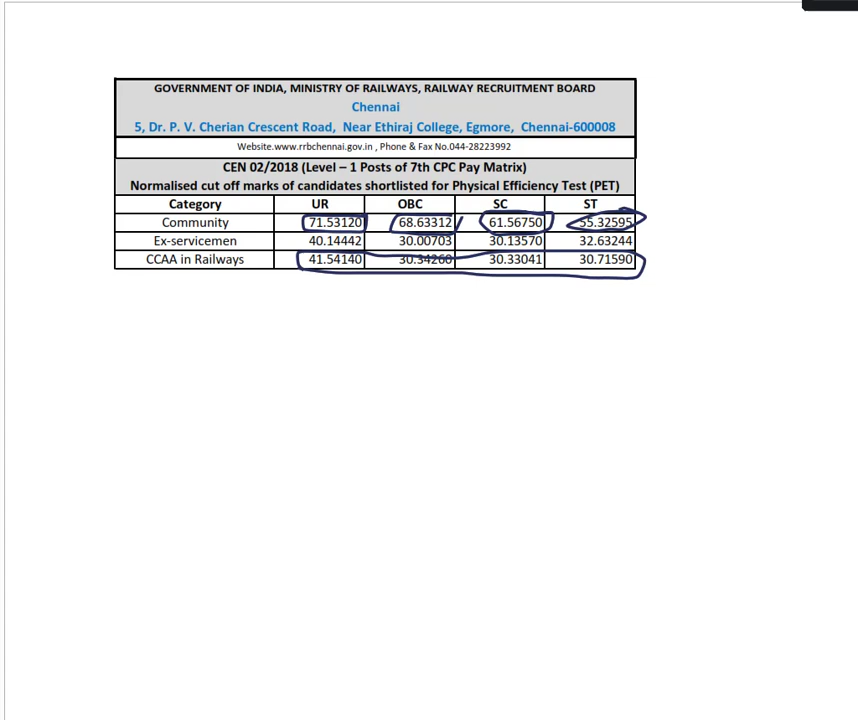 GOVERNMENT OF INDIA, MINISTRY OF RAILWAYS, RAILWAY RECRUITMENT BOARD
Chennai
5, Dr. P. V. Cherian Crescent Road, Near Ethiraj College, Egmore, Chennai-600008
Website.www.rrbchennai.gov.in , Phone & Fax No.044-28223992
CEN 02/2018 (Level – 1 Posts of 7th CPC Pay Matrix)
Normalised cut off marks of candidates shortlisted for Physical Efficiency Test (PET)
Category UR OBC SC ST
Community 71.53120 68.63312 61.56750 55.32595
Ex-servicemen 40.14442 30.00703 30.13570 32.63244
CCAA in Railways 41.54140 30.34260 30.33041 30.71590